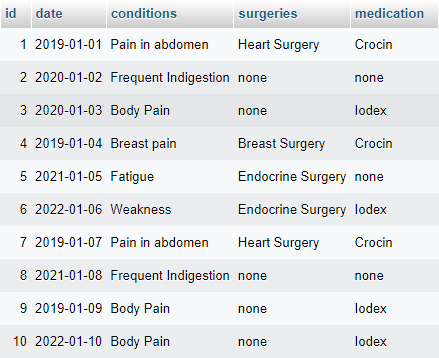 id date conditions surgeries medication
1 2019-01-01 Pain in abdomen Heart Surgery Crocin
2 2020-01-02 Frequent Indigestion none none
3 2020-01-03 Body Pain none Iodex
4 2019-01-04 Breast pain Breast Surgery Crocin
5 2021-01-05 Fatigue Endocrine Surgery none
6 2022-01-06 Weakness Endocrine Surgery Iodex
7 2019-01-07 Pain in abdomen Heart Surgery Crocin
8 2021-01-08 Frequent Indigestion none none
9 2019-01-09 Body Pain none Iodex
10 2022-01-10 Body Pain none Iodex